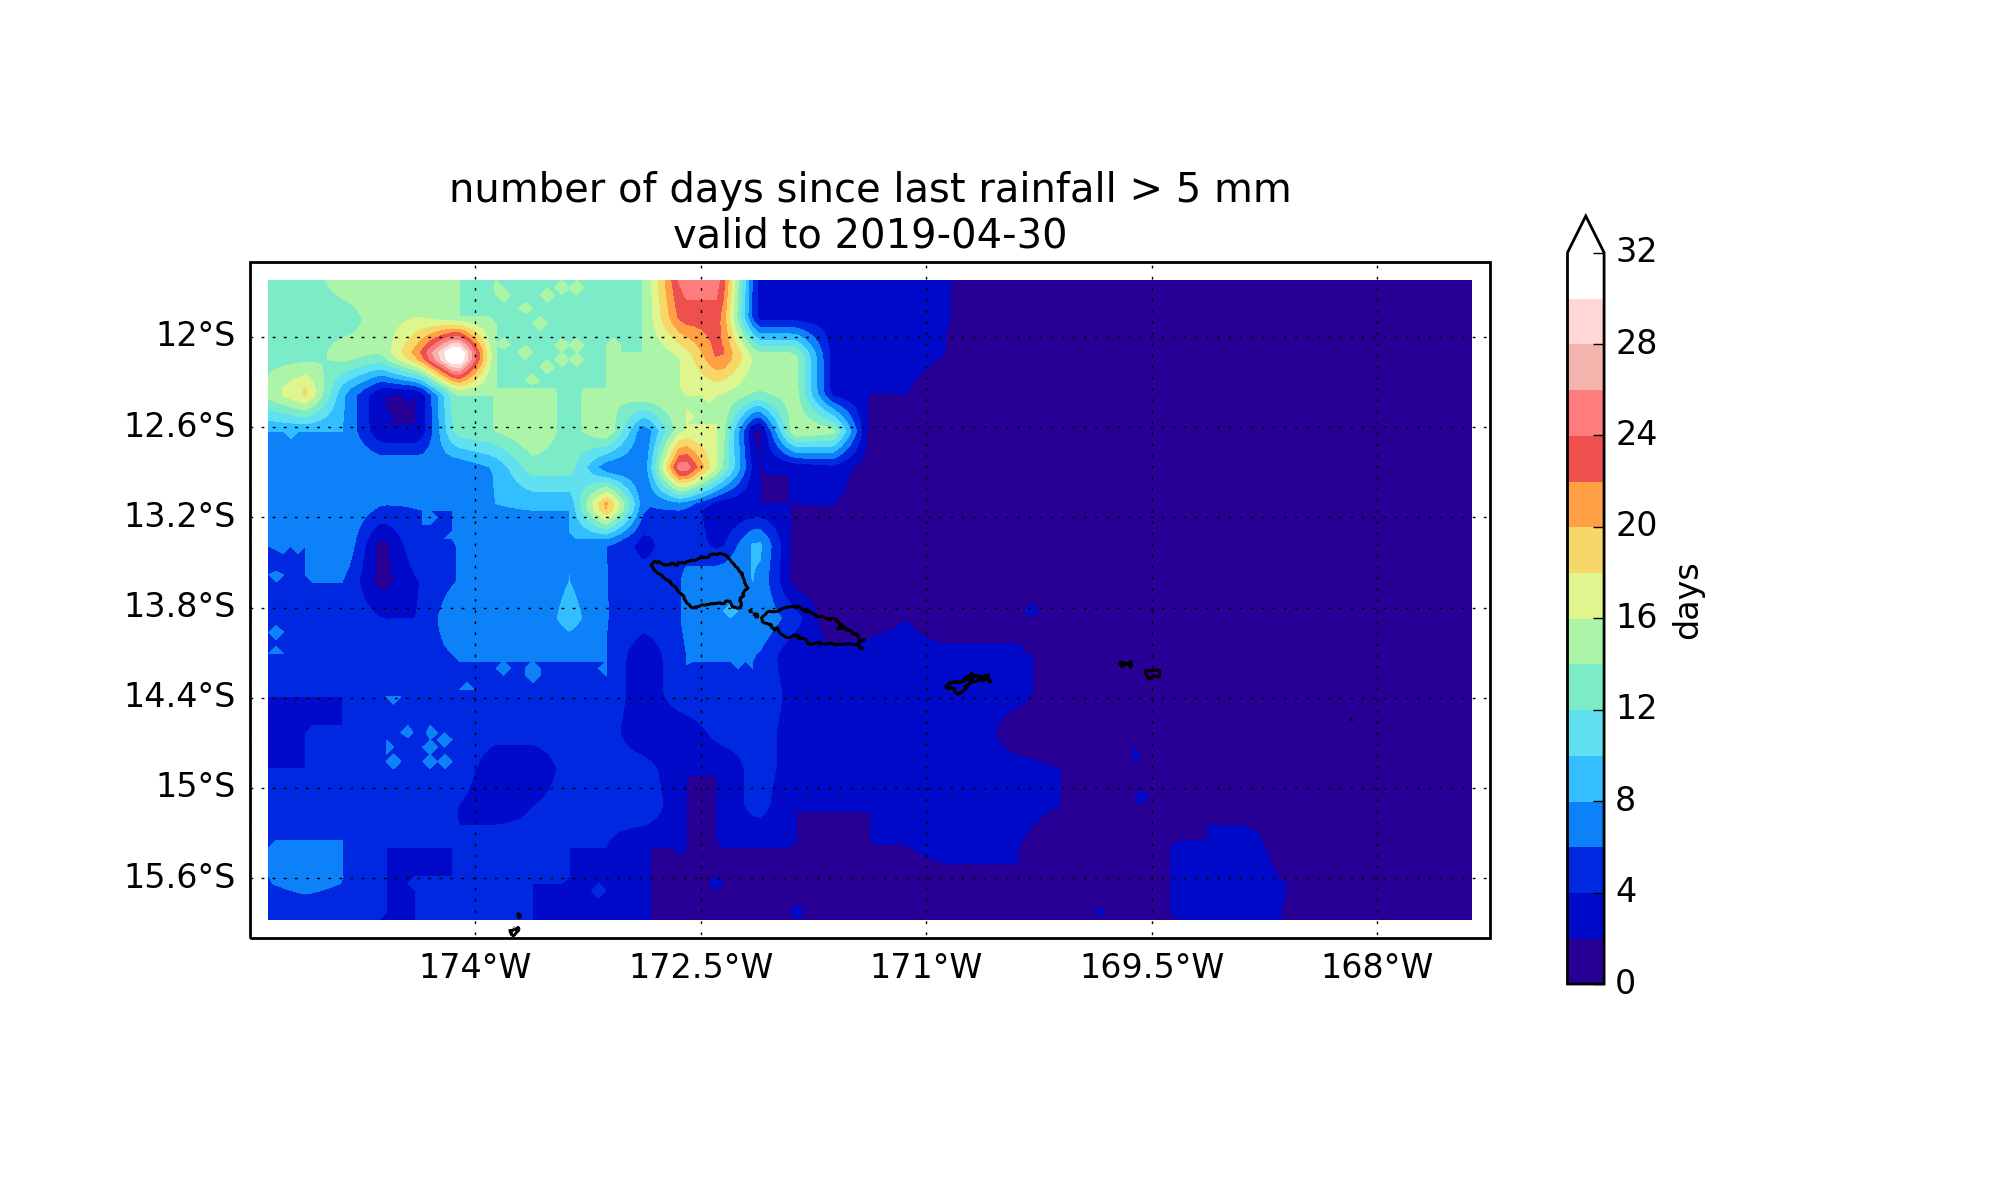 number of days since last rainfall > 5 mm
valid to 2019-04-30
12°S
12.6°S
13.2°S
13.8°S
14.4°S
15°S
15.6°S
174°W
172.5°W
171°W
169.5°W
168°W
32
28
24
20
16
12
8
4
0
days